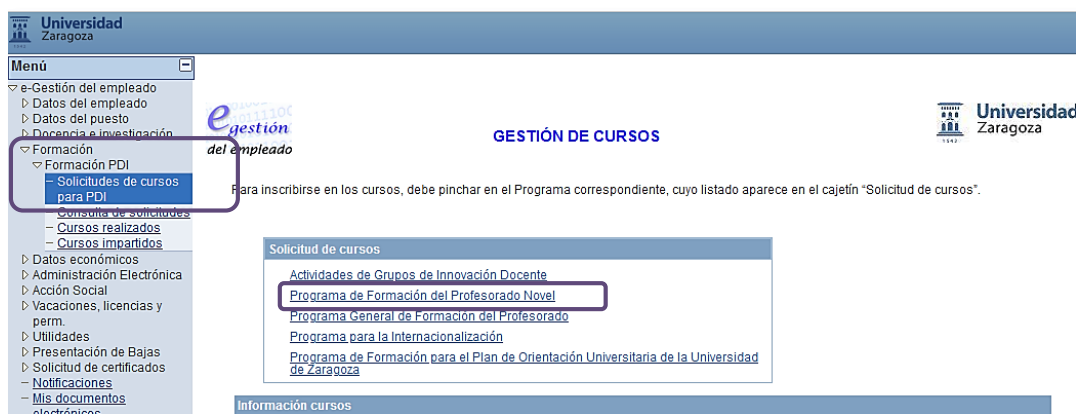 Universidad
Zaragoza
1542
Menú
e-Gestión del empleado
Datos del empleado
Datos del puesto
Docencia e investigación
Formación
Formación PDI
Solicitudes de cursos
para PDI
Consulta de solicitudes
Cursos realizados
Cursos impartidos
Datos económicos
Administración Electrónica
Acción Social
Vacaciones, licencias y
perm.
Utilidades
Presentación de Bajas
Solicitud de certificados
Notificaciones
Mis documentos
electrónicos
e gestión
del empleado
GESTIÓN DE CURSOS
Universidad
Zaragoza
1542
Para inscribirse en los cursos, debe pinchar en el Programa correspondiente, cuyo listado aparece en el cajetín “Solicitud de cursos”.
Solicitud de cursos
Actividades de Grupos de Innovación Docente
Programa de Formación del Profesorado Novel
Programa General de Formación del Profesorado
Programa para la Internacionalización
Programa de Formación para el Plan de Orientación Universitaria de la Universidad
de Zaragoza
Información cursos